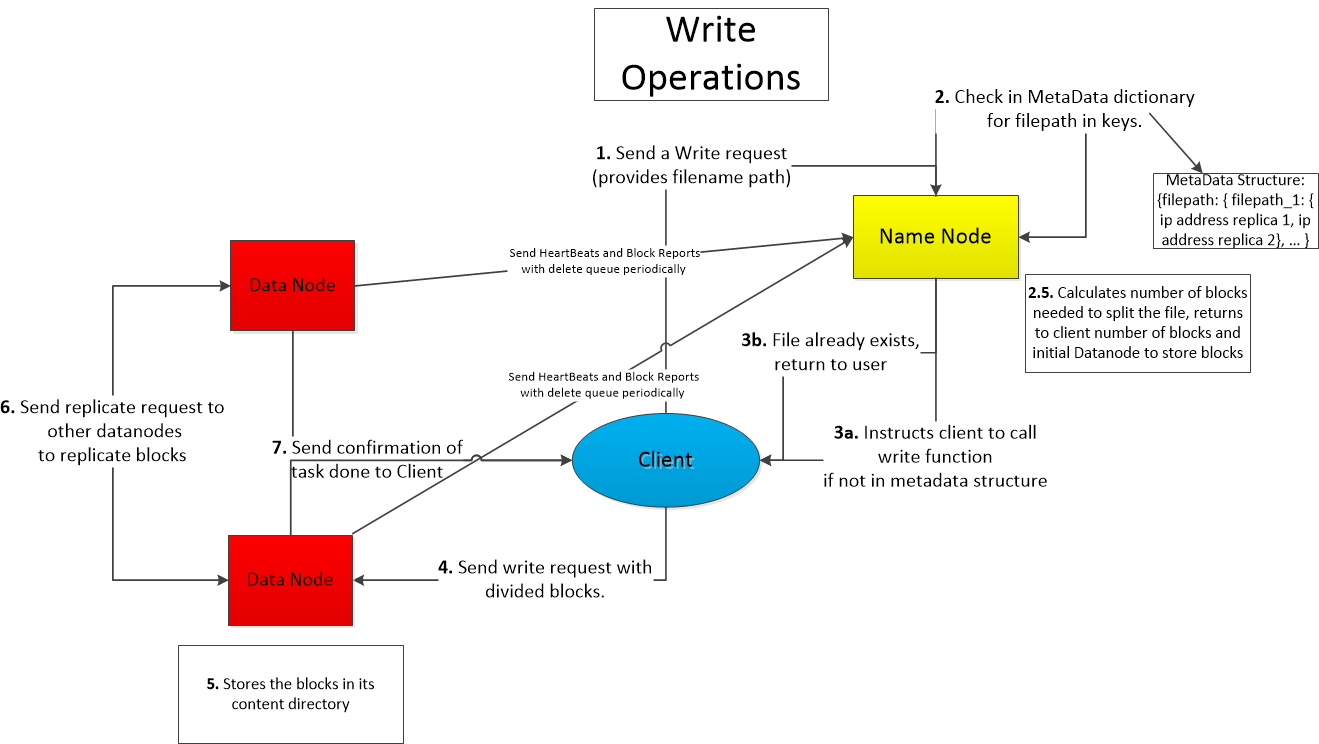 Write
Operations
2. Check in MetaData dictionary
for filepath in keys.
1. Send a Write request
(provides filename path)
MetaData Structure:
{filepath: { filepath_1: {
ip address replica 1, ip
address replica 2}, ... }
Name Node
Send HeartBeats and Block Reports
with delete queue periodically
Data Node
2.5. Calculates number of blocks
needed to split the file, returns
to client number of blocks and
initial Datanode to store blocks
3b. File already exists,
return to user
Send HeartBeats and Block Reports
with delete queue periodically
6. Send replicate request to
other datanodes
to replicate blocks
7. Send confirmation of
task done to Client
Client
3a. Instructs client to call
write function
if not in metadata structure
Data Node
4. Send write request with
divided blocks.
5. Stores the blocks in its
content directory